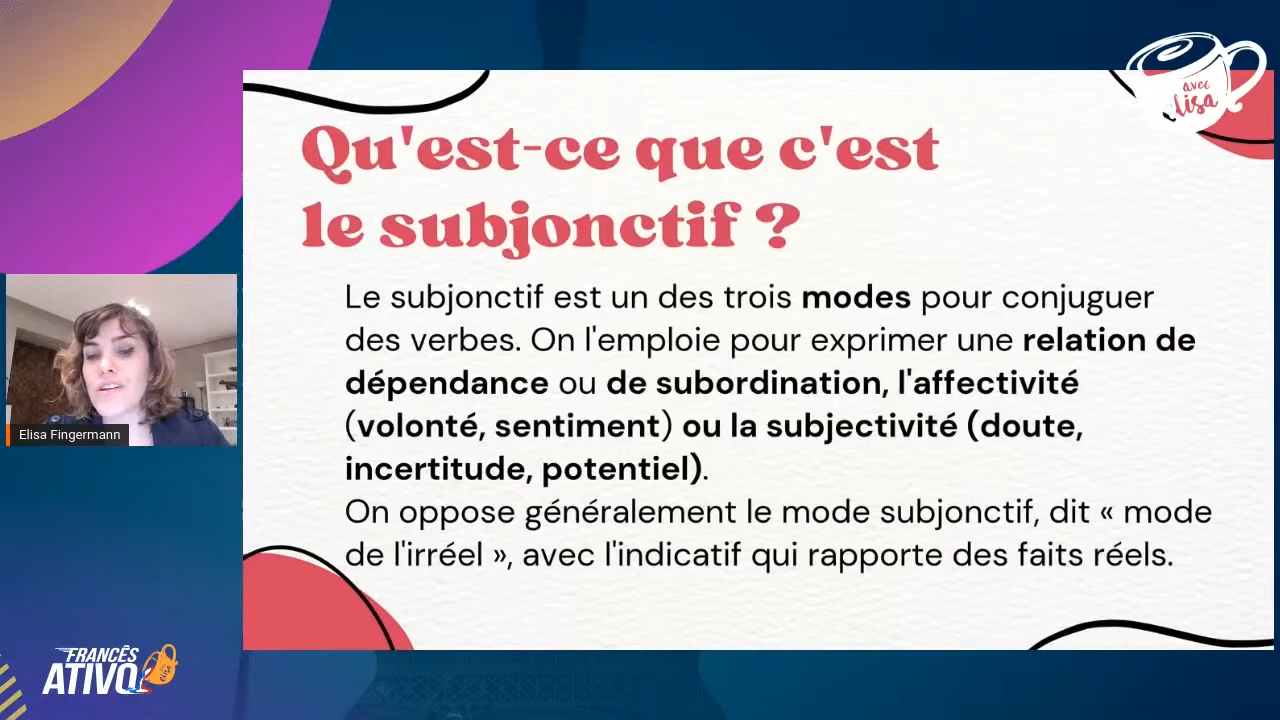 avec
elisa
Qu'est-ce que c'est
le subjonctif ?
Le subjonctif est un des trois modes pour conjuguer
des verbes. On l'emploie pour exprimer une relation de
dépendance ou de subordination, l'affectivité
(volonté, sentiment) ou la subjectivité (doute,
incertitude, potentiel).
On oppose généralement le mode subjonctif, dit « mode
de l'irréel », avec l'indicatif qui rapporte des faits réels.
Elisa Fingermann
FRANCÊS
ATIVO